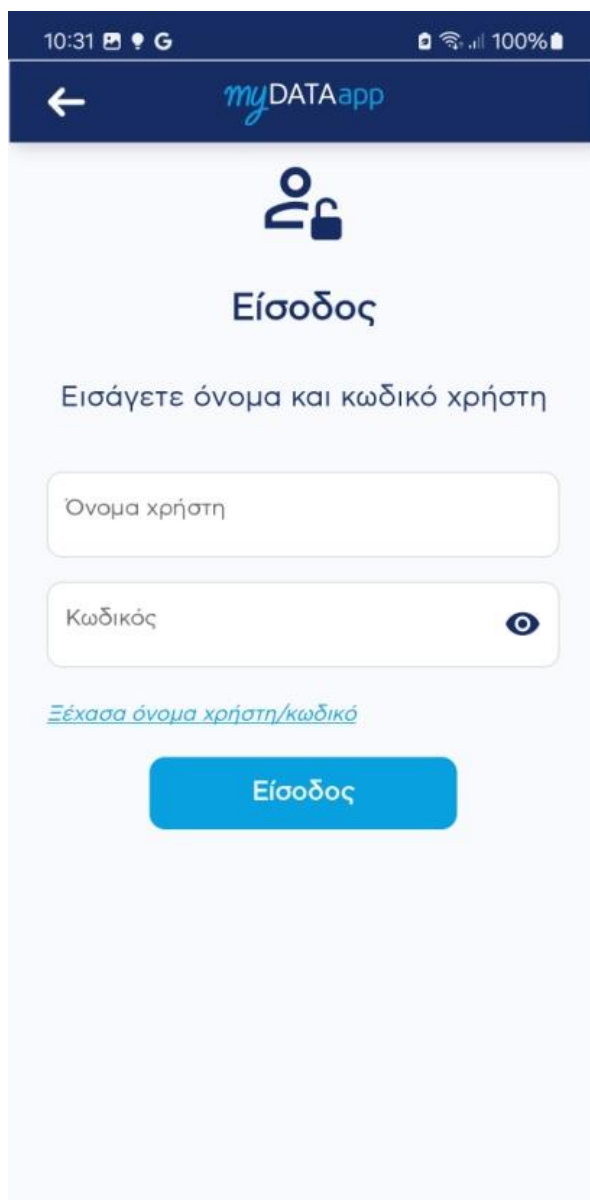 10:31 G 100%
myDATAapp
Είσοδος
Εισάγετε όνομα και κωδικό χρήστη
Όνομα χρήστη
Κωδικός
Ξέχασα όνομα χρήστη/κωδικό
Είσοδος